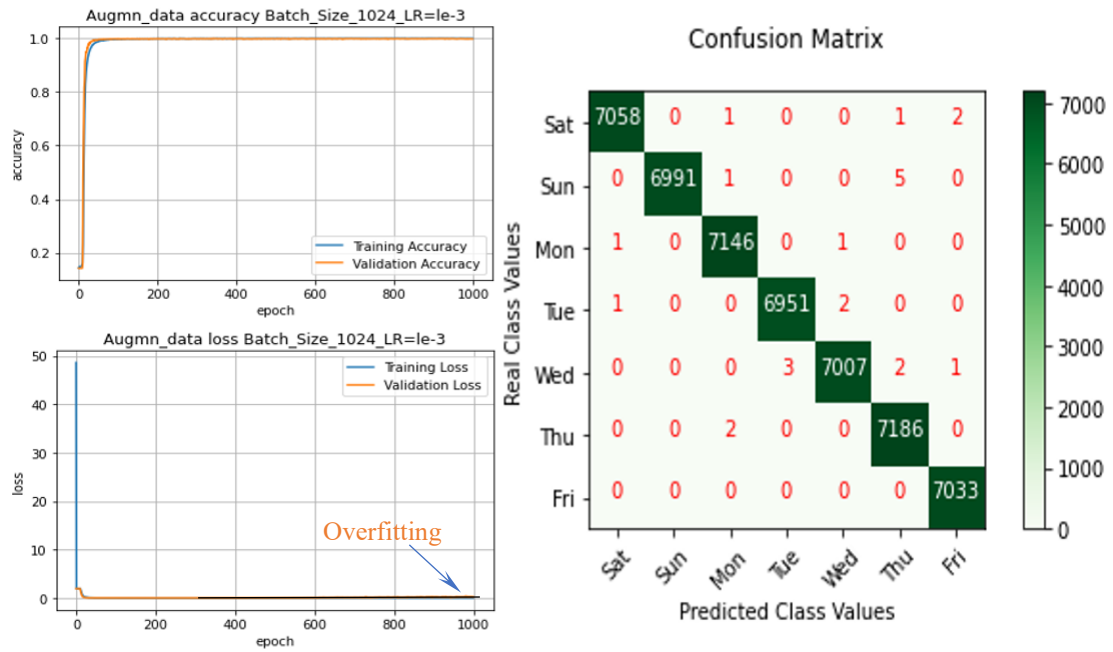 Augmn_data accuracy Batch_Size_1024_LR=le-3
1.0
0.8
0.6
0.4
0.2
accuracy
Training Accuracy
Validation Accuracy
0 200 400 600 800 1000
epoch
Augmn_data loss Batch_Size_1024_LR=le-3
50
40
30
20
10
0
loss
Training Loss
Validation Loss
Overfitting
0 200 400 600 800 1000
epoch
Confusion Matrix
Real Class Values
Sat 7058 0 1 0 0 1 2
Sun 0 6991 1 0 0 5 0
Mon 1 0 7146 0 1 0 0
Tue 1 0 0 6951 2 0 0
Wed 0 0 0 3 7007 2 1
Thu 0 0 2 0 0 7186 0
Fri 0 0 0 0 0 0 7033
Sat Sun Mon Tue Wed Thu Fri
Predicted Class Values
7000
6000
5000
4000
3000
2000
1000
0